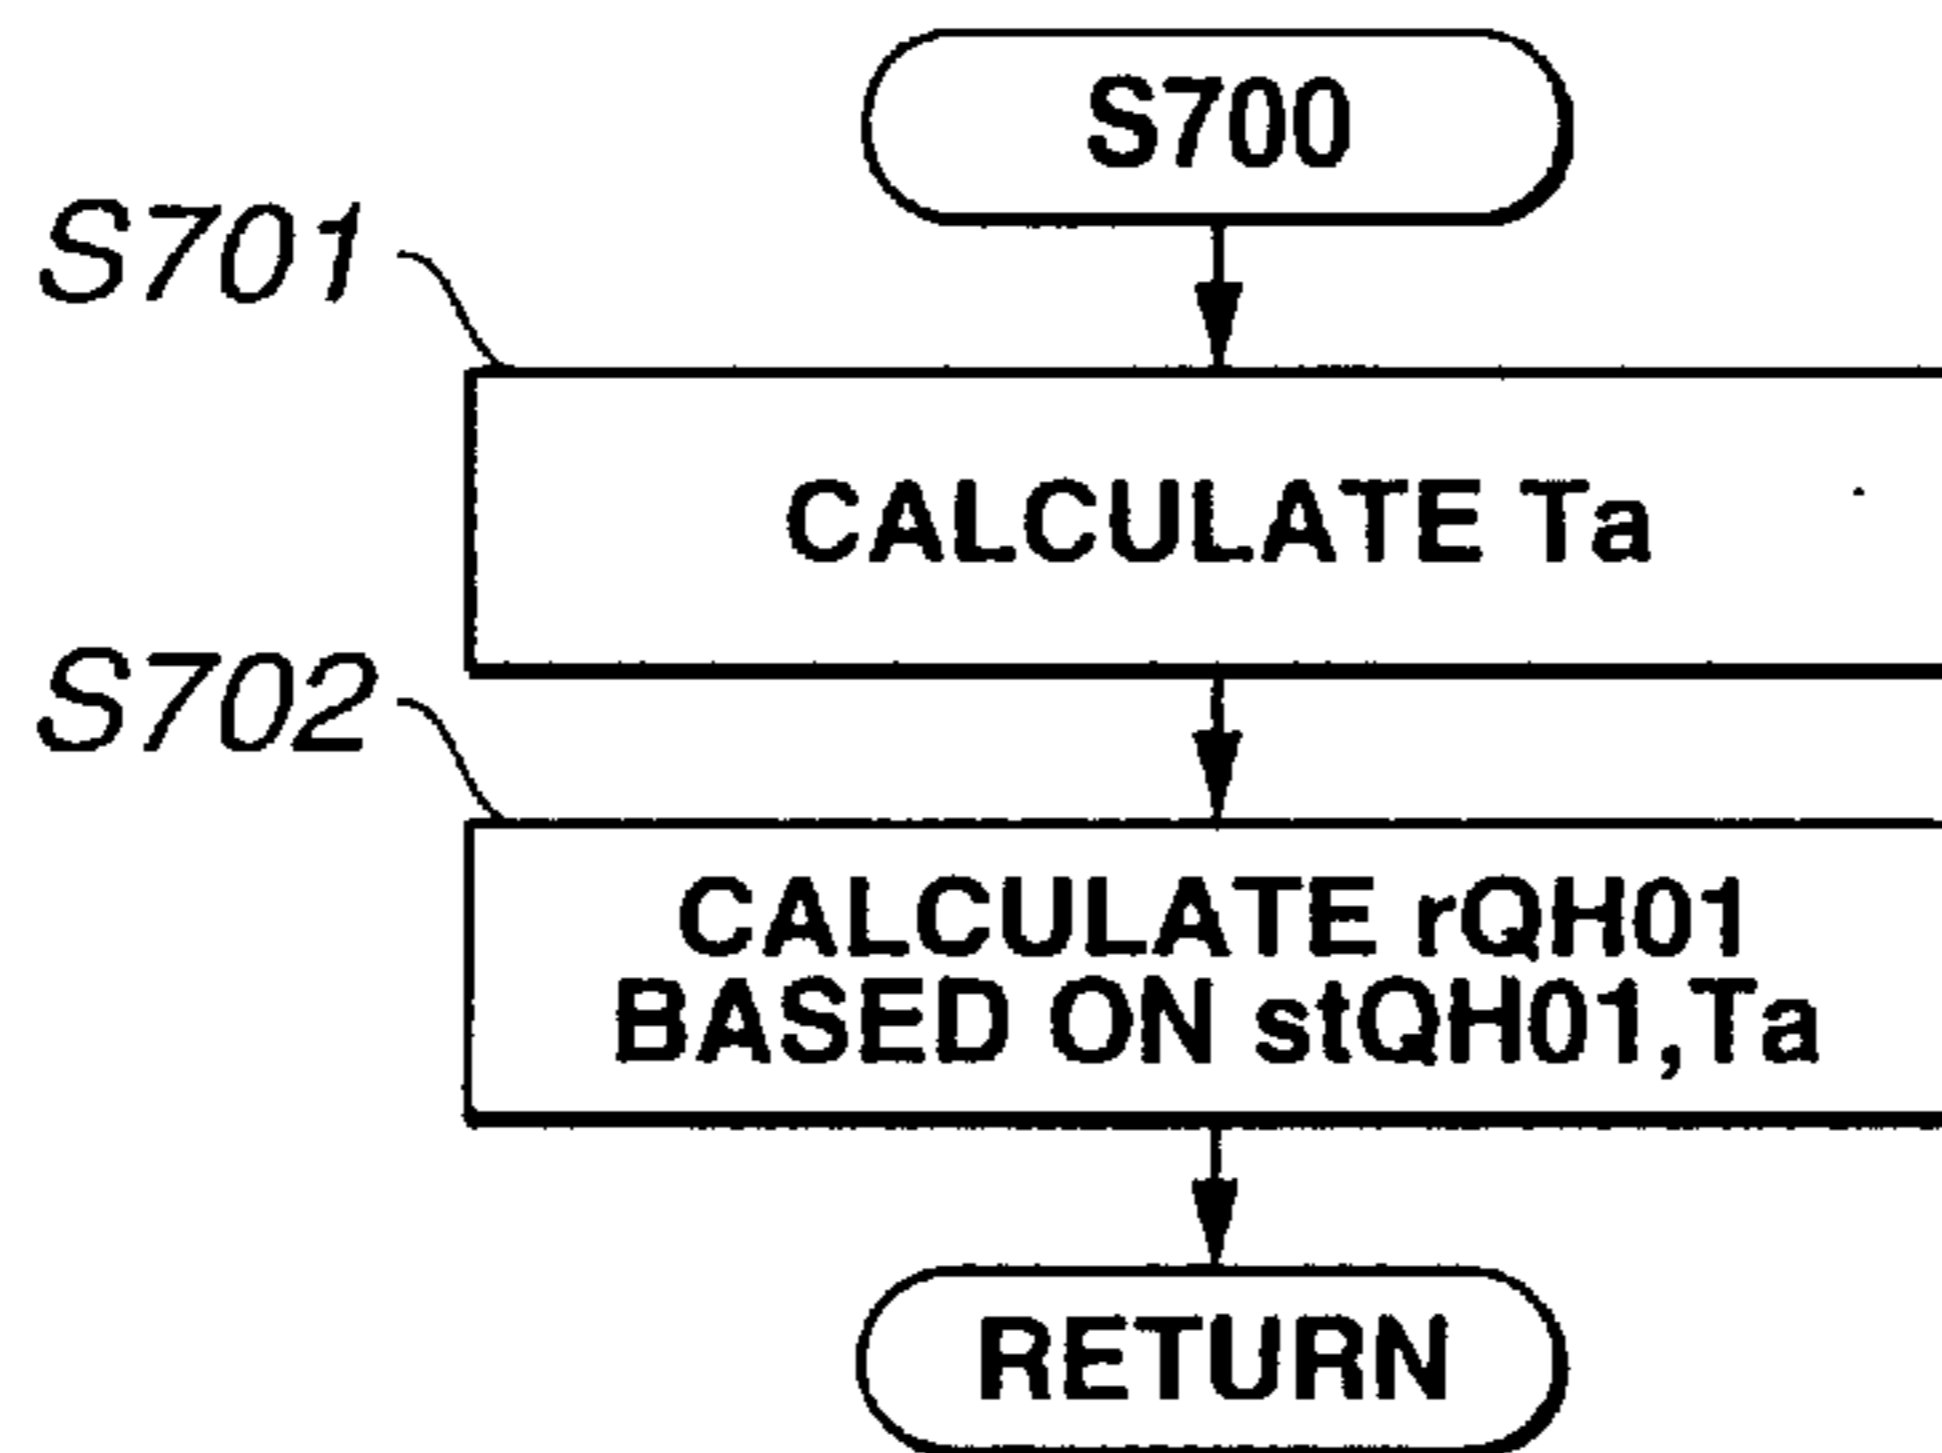 S700
S701
CALCULATE Ta
S702
CALCULATE rQH01
BASED ON stQH01,Ta
RETURN